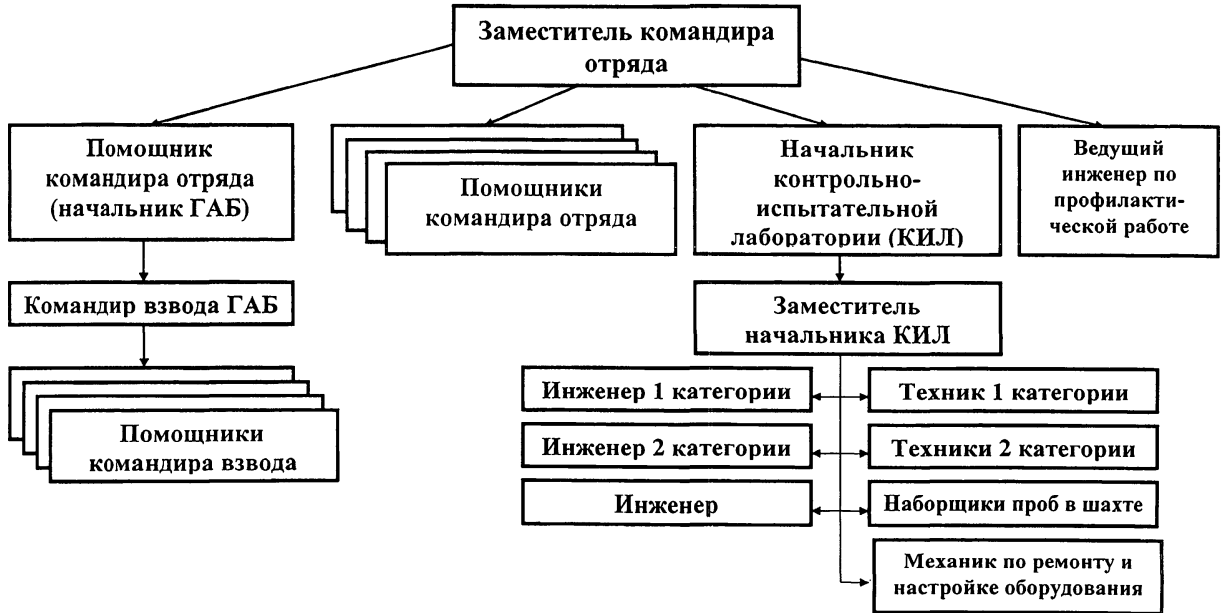 Заместитель командира
отряда
Помощник
командира отряда
(начальник ГАБ)
Помощники
командира отряда
Начальник
контрольно-
испытательной
лаборатории (КИЛ)
Ведущий
инженер по
профилакти-
ческой работе
Командир взвода ГАБ
Заместитель
начальника КИЛ
Помощники
командира взвода
Инженер 1 категории
Техник 1 категории
Инженер 2 категории
Техники 2 категории
Инженер
Наборщики проб в шахте
Механик по ремонту и
настройке оборудования